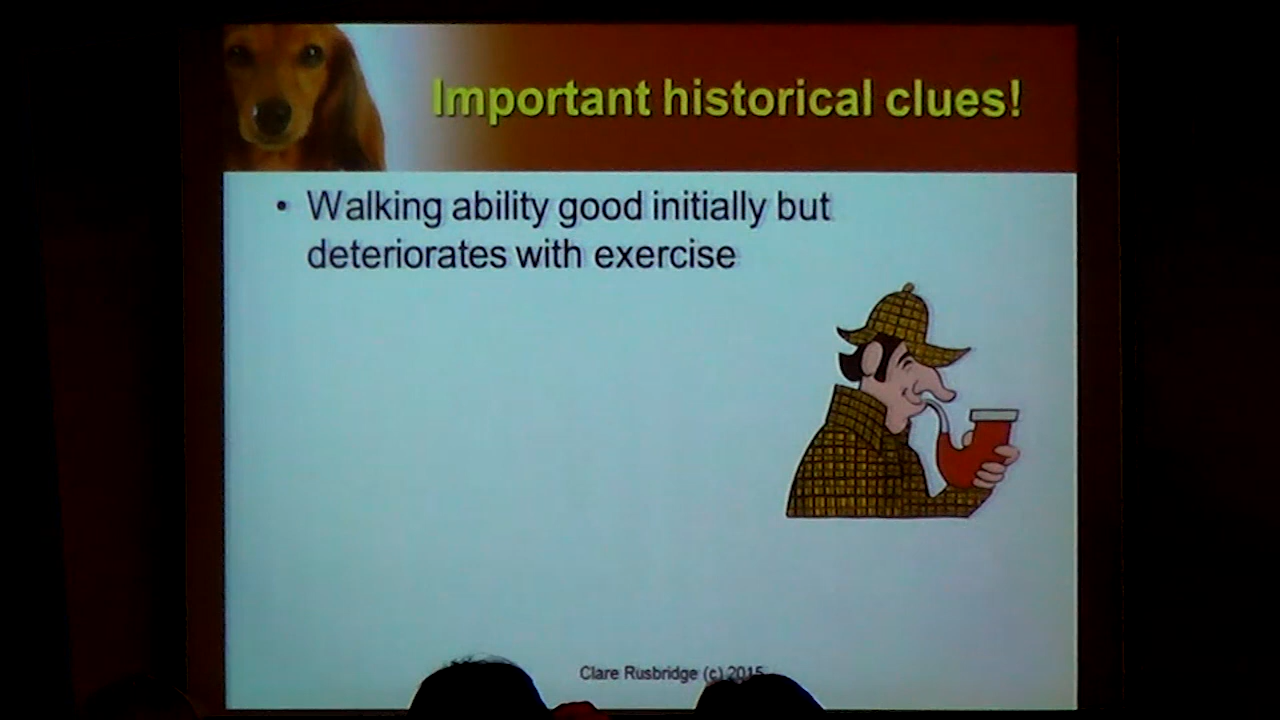 Important historical clues!
• Walking ability good initially but
deteriorates with exercise
Clare Rusbridge (c) 2015